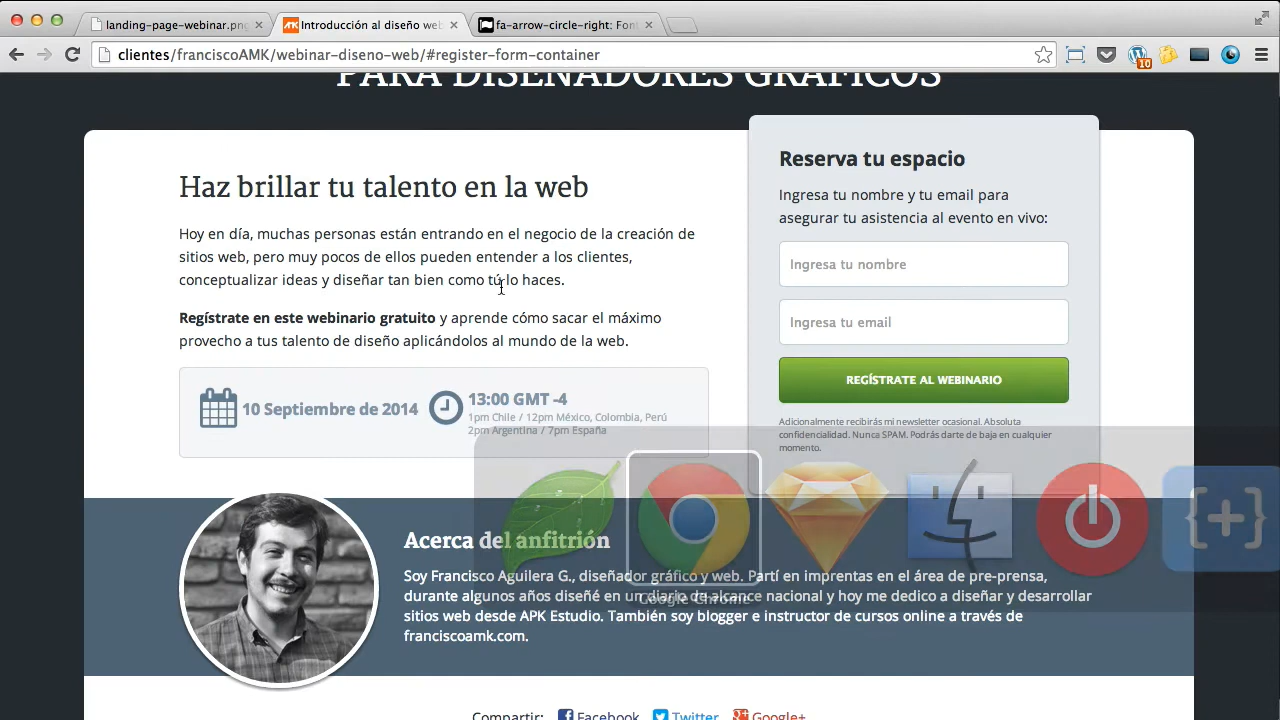 landing-page-webinar.png
Introducción al diseño web
fa-arrow-circle-right: Font
clientes/franciscoAMK/webinar-diseno-web/#register-form-container
10
PARA DISEÑADORES GRÁFICOS
Haz brillar tu talento en la web
Hoy en día, muchas personas están entrando en el negocio de la creación de
sitios web, pero muy pocos de ellos pueden entender a los clientes,
conceptualizar ideas y diseñar tan bien como tú lo haces.
Regístrate en este webinario gratuito y aprende cómo sacar el máximo
provecho a tus talento de diseño aplicándolos al mundo de la web.
10 Septiembre de 2014
13:00 GMT -4
1pm Chile / 12pm México, Colombia, Perú
2pm Argentina / 7pm España
Reserva tu espacio
Ingresa tu nombre y tu email para
asegurar tu asistencia al evento en vivo:
Ingresa tu nombre
Ingresa tu email
REGÍSTRATE AL WEBINARIO
Adicionalmente recibirás mi newsletter ocasional. Absoluta
confidencialidad. Nunca SPAM. Podrás darte de baja en cualquier
momento.
Google Chrome
Acerca del anfitrión
Soy Francisco Aguilera G., diseñador gráfico y web. Partí en imprentas en el área de pre-prensa,
durante algunos años diseñé en un diario de alcance nacional y hoy me dedico a diseñar y desarrollar
sitios web desde APK Estudio. También soy blogger e instructor de cursos online a través de
franciscoamk.com.
Compartir: Facebook Twitter Google+